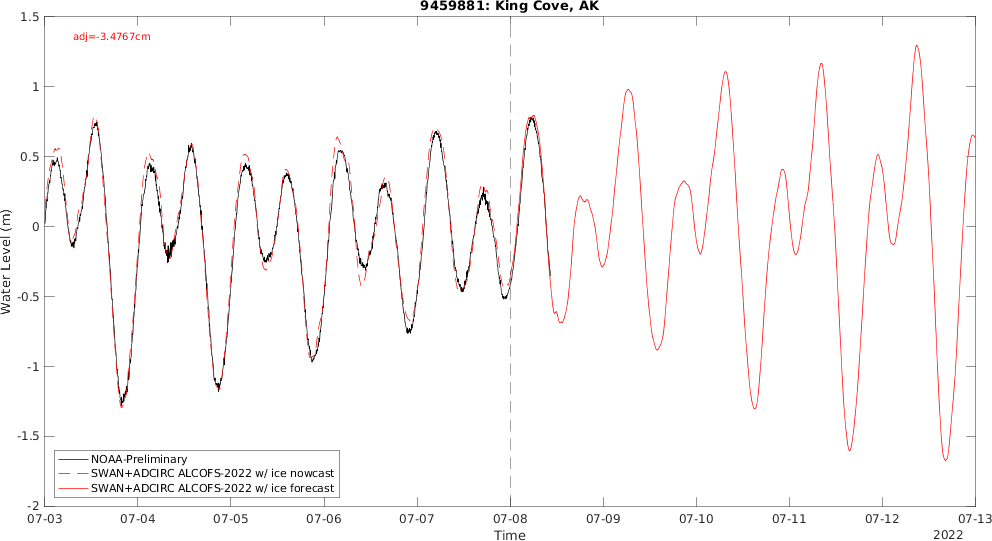 9459881: King Cove, AK
adj=-3.4767cm
1.5
1
0.5
0
-0.5
-1
-1.5
-2
Water Level (m)
NOAA-Preliminary
SWAN+ADCIRC ALCOFS-2022 w/ ice nowcast
SWAN+ADCIRC ALCOFS-2022 w/ ice forecast
07-03 07-04 07-05 07-06 07-07 07-08 07-09 07-10 07-11 07-12 07-13
Time
2022